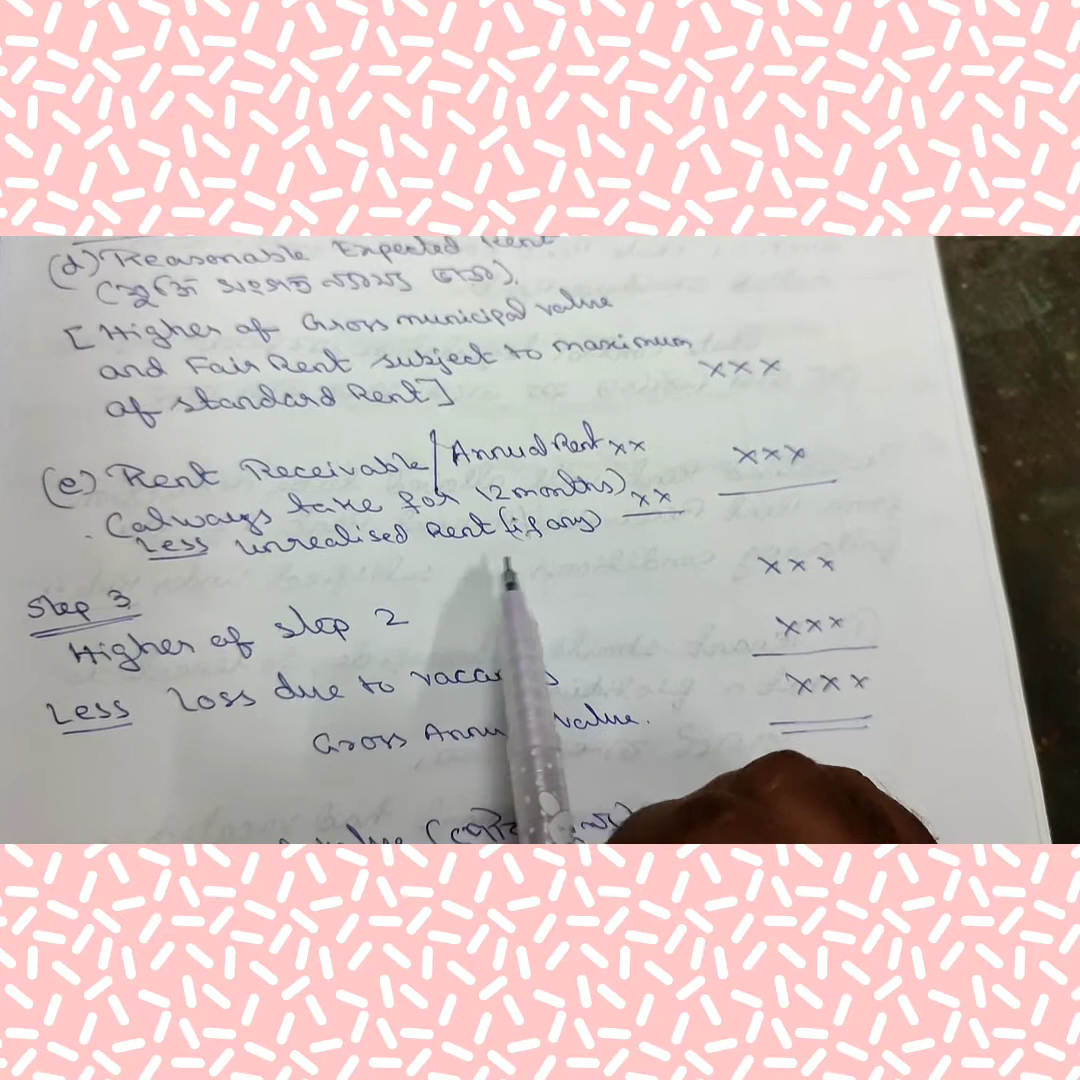 (d) Reasonable Expected Rent
[Higher of Gross municipal value
and Fair Rent subject to maximum
of standard Rent] xxx
(e) Rent Receivable/Annual Rent xx xxx
(always take for 12 months)
Less unrealised Rent (if any) xx
xxx
Step 3
Higher of step 2 xxx
Less Loss due to xxx
Gross value.